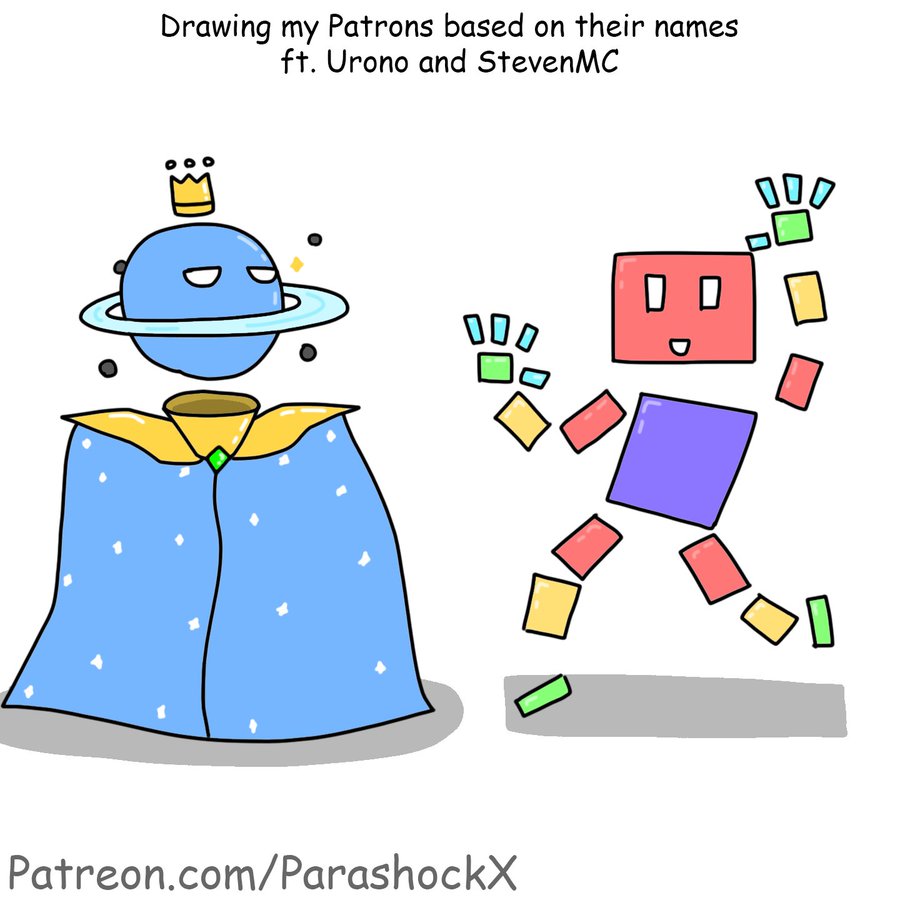 Drawing my Patrons based on their names
ft. Urono and StevenMC
Patreon.com/ParashockX